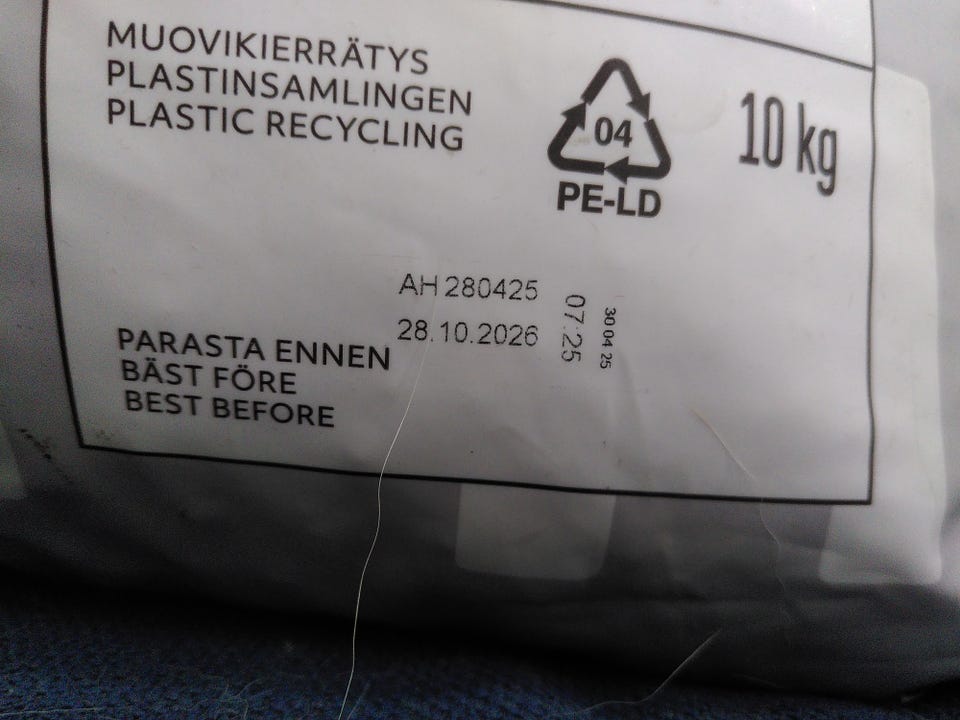 MUOVIKIERRÄTYS
PLASTINSAMLINGEN
PLASTIC RECYCLING
04
PE-LD
10 kg
AH 280425
28.10.2026
07:25
30 04 25
PARASTA ENNEN
BÄST FÖRE
BEST BEFORE